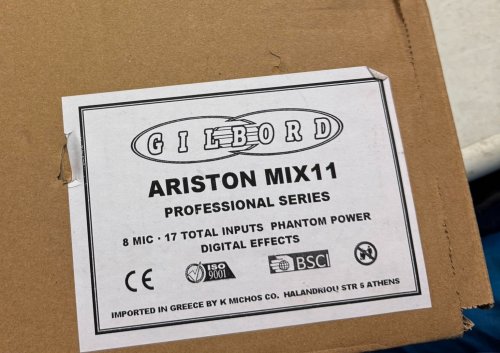 GILBORD
ARISTON MIX11
PROFESSIONAL SERIES
8 MIC · 17 TOTAL INPUTS PHANTOM POWER
DIGITAL EFFECTS
CE ISO 9001 BSCI
IMPORTED IN GREECE BY K MICHOS CO. HALANDRIOU STR 5 ATHENS